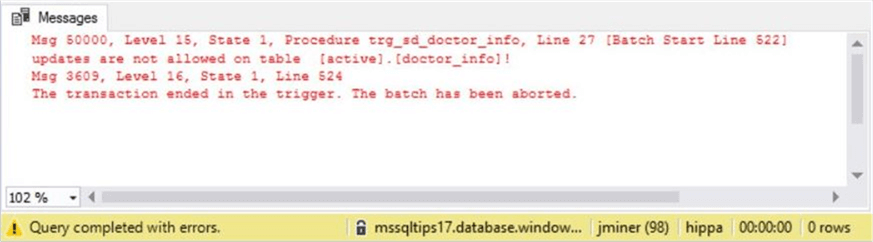 Messages
Msg 50000, Level 15, State 1, Procedure trg_sd_doctor_info, Line 27 [Batch Start Line 522]
updates are not allowed on table  [active].[doctor_info]!
Msg 3609, Level 16, State 1, Line 524
The transaction ended in the trigger. The batch has been aborted.
102 %
Query completed with errors. mssqltips17.database.window... jminer (98) hippa 00:00:00 0 rows